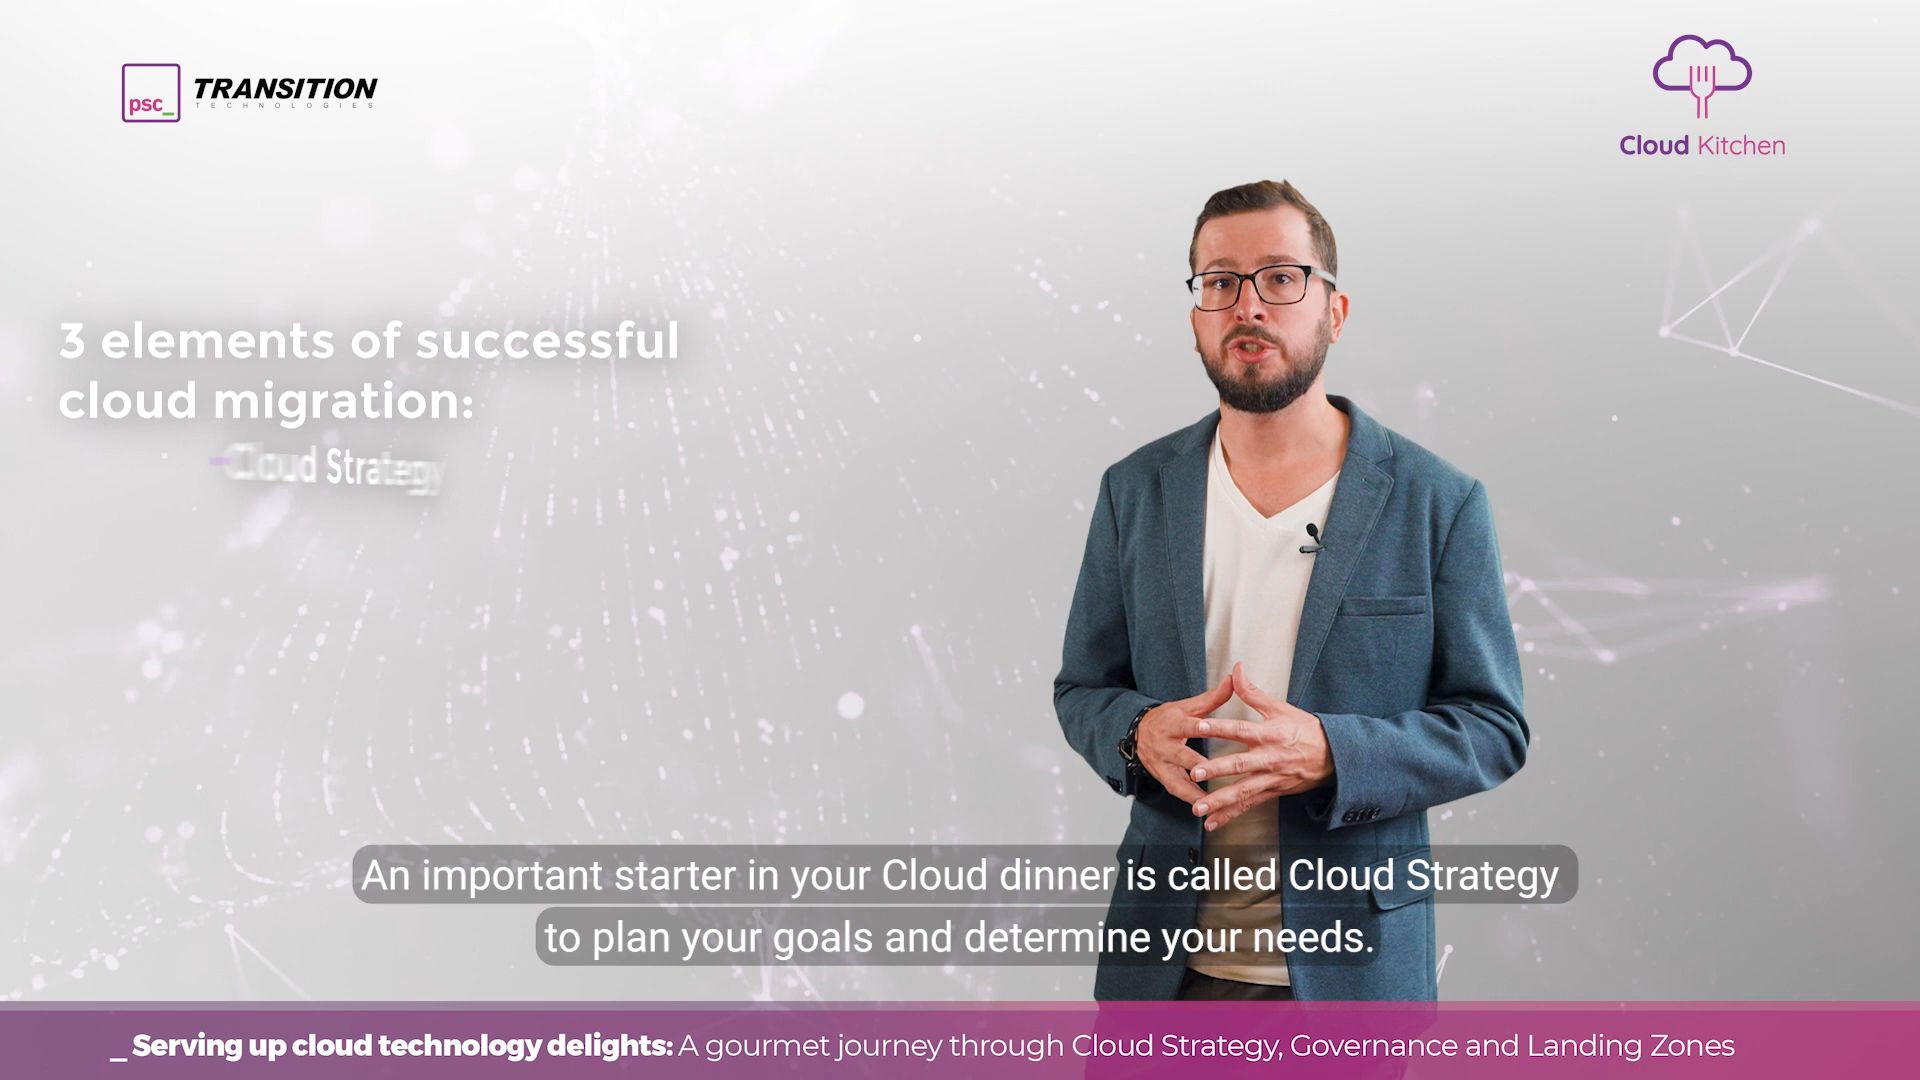 psc_
TRANSITION
TECHNOLOGIES
Cloud Kitchen
3 elements of successful
cloud migration:
Cloud Strategy
An important starter in your Cloud dinner is called Cloud Strategy
to plan your goals and determine your needs.
_ Serving up cloud technology delights: A gourmet journey through Cloud Strategy, Governance and Landing Zones